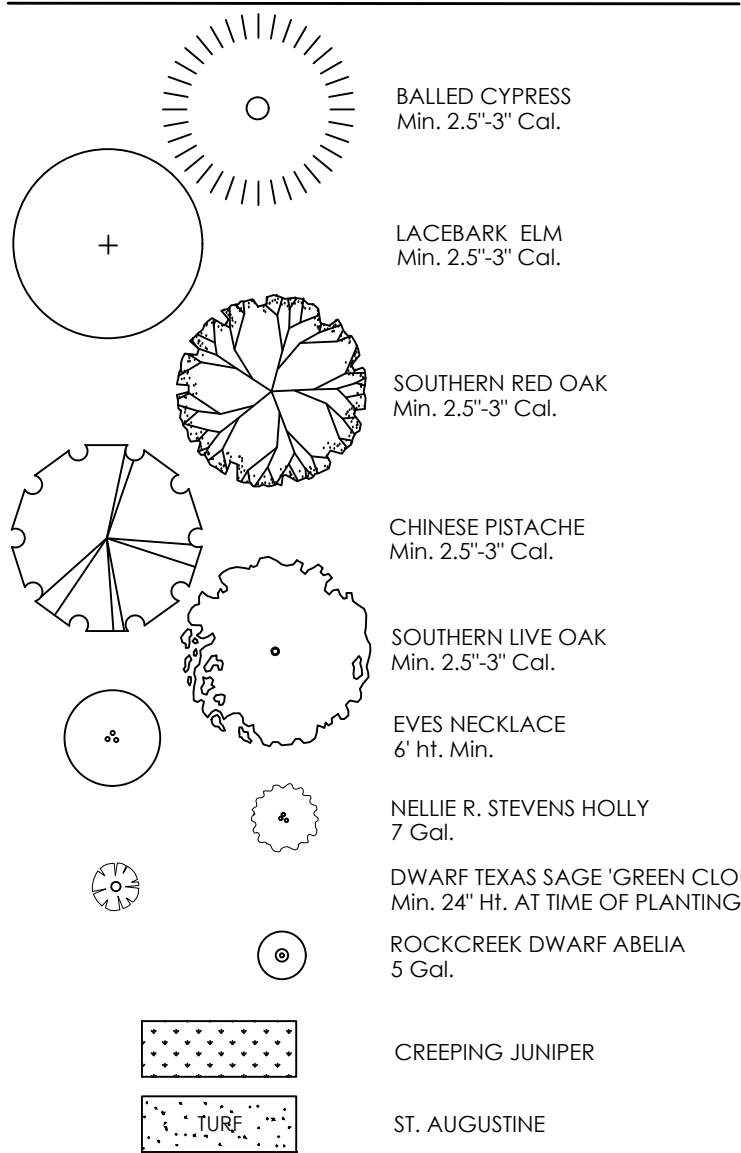 BALLED CYPRESS
Min. 2.5"-3" Cal.
LACEBARK ELM
Min. 2.5"-3" Cal.
SOUTHERN RED OAK
Min. 2.5"-3" Cal.
CHINESE PISTACHE
Min. 2.5"-3" Cal.
SOUTHERN LIVE OAK
Min. 2.5"-3" Cal.
EVES NECKLACE
6' ht. Min.
NELLIE R. STEVENS HOLLY
7 Gal.
DWARF TEXAS SAGE 'GREEN
Min. 24" Ht. AT TIME OF PLANTING
ROCKCREEK DWARF ABELIA
5 Gal.
CREEPING JUNIPER
TURF
ST. AUGUSTINE